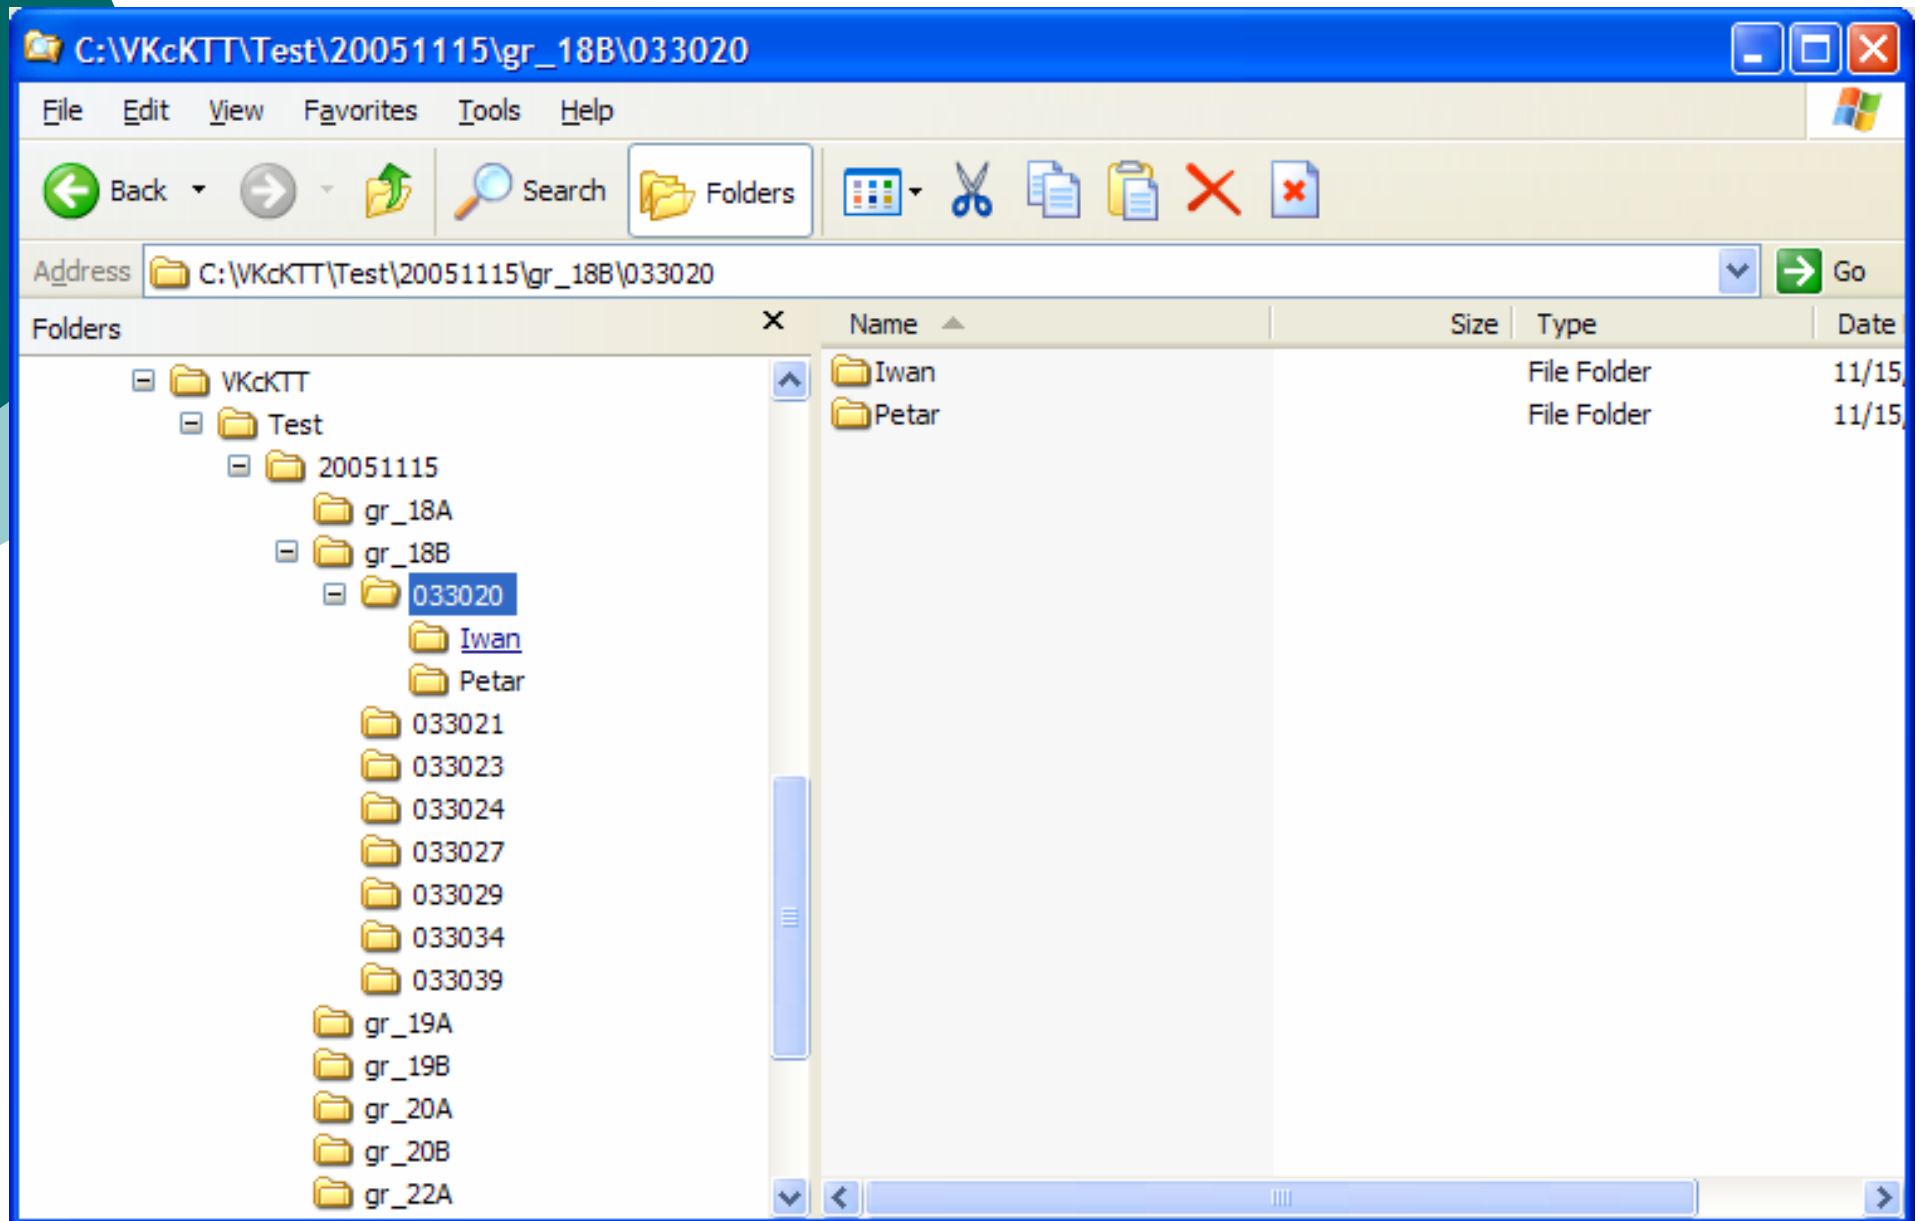 C:\VKcKTT\Test\20051115\gr_18B\033020
File Edit View Favorites Tools Help
Back Search Folders
Address C:\VKcKTT\Test\20051115\gr_18B\033020 Go
Folders
Name Size Type Date
VKcKTT
Test
20051115
gr_18A
gr_18B
033020
Iwan
Petar
033021
033023
033024
033027
033029
033034
033039
gr_19A
gr_19B
gr_20A
gr_20B
gr_22A
Iwan File Folder 11/15,
Petar File Folder 11/15,